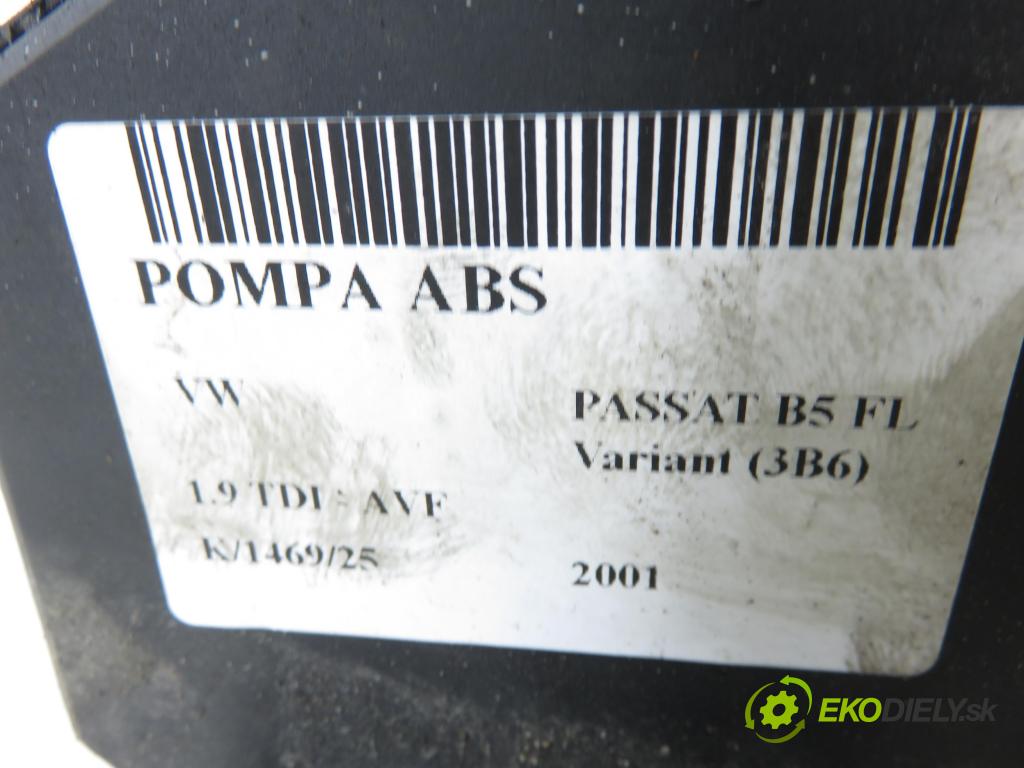 POMPA ABS
VW
PASSAT B5 FL
Variant (3B6)
1.9 TDI - AVF
K/1469/25
2001
EKODIELY.sk